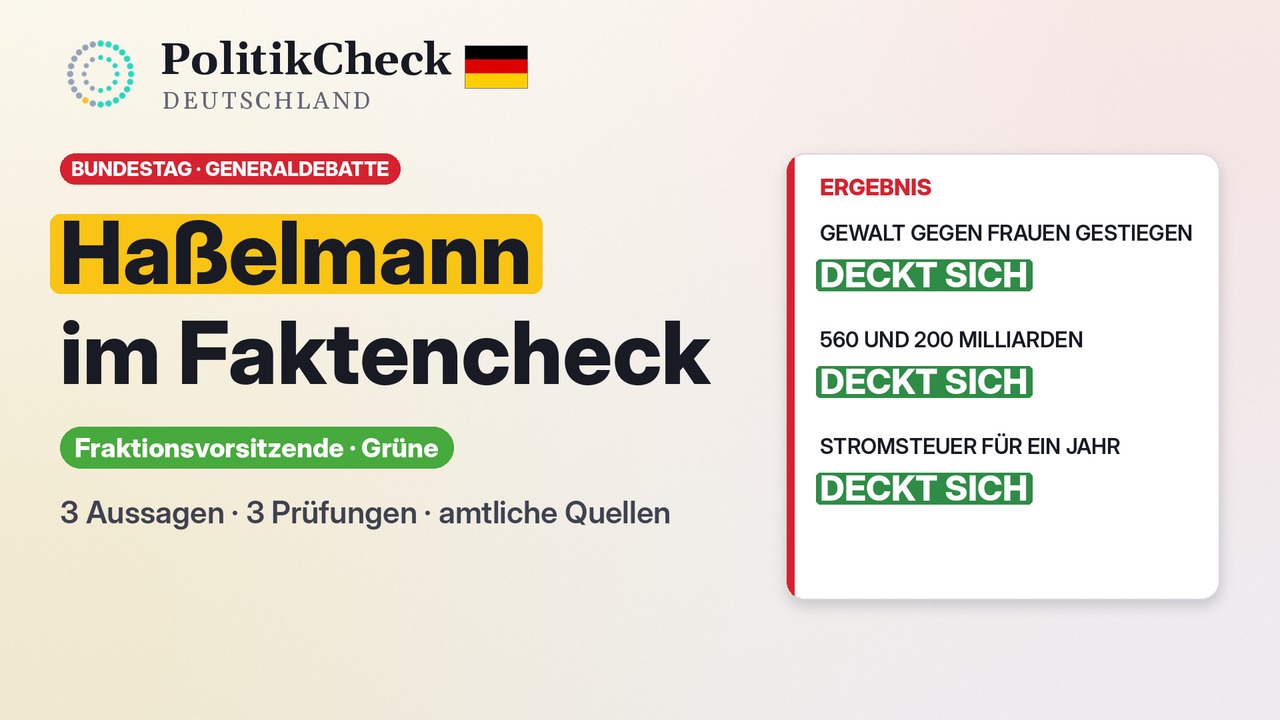 PolitikCheck
DEUTSCHLAND
BUNDESTAG · GENERALDEBATTE
Haßelmann
im Faktencheck
Fraktionsvorsitzende · Grüne
3 Aussagen · 3 Prüfungen · amtliche Quellen
ERGEBNIS
GEWALT GEGEN FRAUEN GESTIEGEN
DECKT SICH
560 UND 200 MILLIARDEN
DECKT SICH
STROMSTEUER FÜR EIN JAHR
DECKT SICH